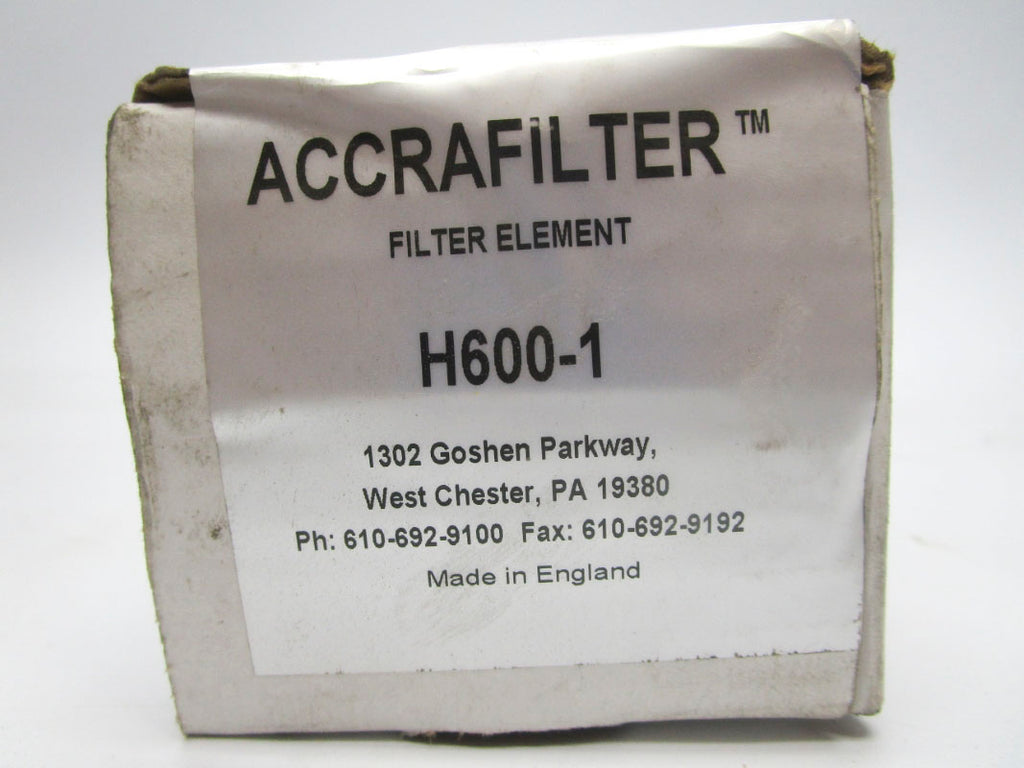 ACCRAFILTER™
FILTER ELEMENT
H600-1
1302 Goshen Parkway,
West Chester, PA 19380
Ph: 610-692-9100 Fax: 610-692-9192
Made in England